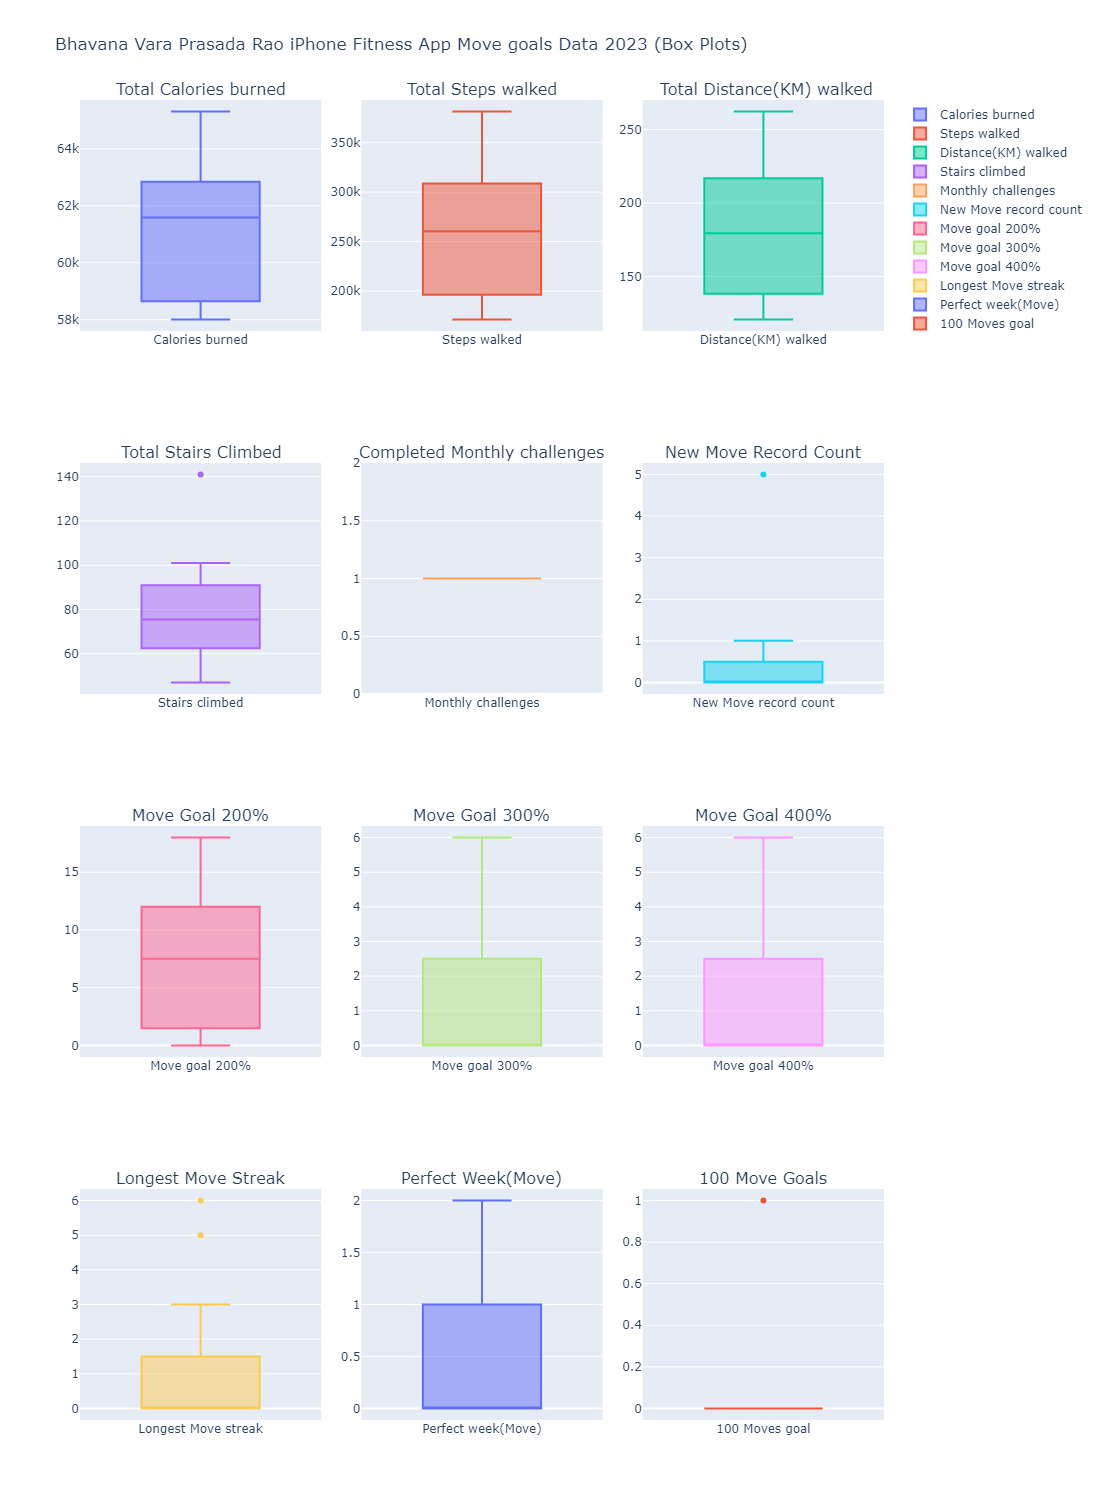 Bhavana Vara Prasada Rao iPhone Fitness App Move goals Data 2023 (Box Plots)
Total Calories burned
Total Steps walked
Total Distance(KM) walked
64k
62k
60k
58k
Calories burned
350k
300k
250k
200k
Steps walked
250
200
150
Distance(KM) walked
Calories burned
Steps walked
Distance(KM) walked
Stairs climbed
Monthly challenges
New Move record count
Move goal 200%
Move goal 300%
Move goal 400%
Longest Move streak
Perfect week(Move)
100 Moves goal
Total Stairs Climbed
Completed Monthly challenges
New Move Record Count
140
120
100
80
60
Stairs climbed
2
1.5
1
0.5
0
Monthly challenges
5
4
3
2
1
0
New Move record count
Move Goal 200%
Move Goal 300%
Move Goal 400%
15
10
5
0
Move goal 200%
6
5
4
3
2
1
0
Move goal 300%
6
5
4
3
2
1
0
Move goal 400%
Longest Move Streak
Perfect Week(Move)
100 Move Goals
6
5
4
3
2
1
0
Longest Move streak
2
1.5
1
0.5
0
Perfect week(Move)
1
0.8
0.6
0.4
0.2
0
100 Moves goal